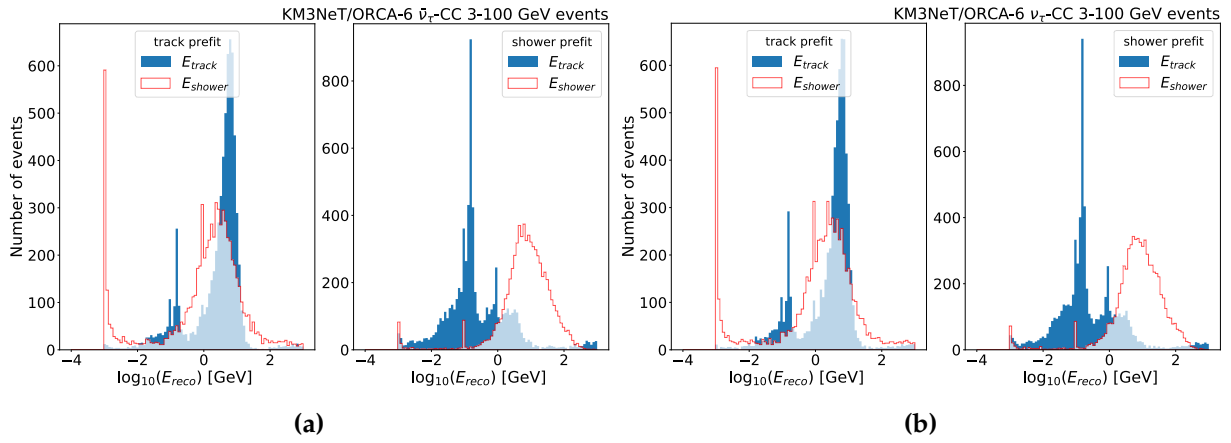 KM3NeT/ORCA-6 ν̄τ-CC 3-100 GeV events
track prefit
Etrack
Eshower
shower prefit
Etrack
Eshower
Number of events
600
500
400
300
200
100
0
800
600
400
200
0
−4 −2 0 2
−4 −2 0 2
log10(Ereco) [GeV]
log10(Ereco) [GeV]
(a)
KM3NeT/ORCA-6 ντ-CC 3-100 GeV events
track prefit
Etrack
Eshower
shower prefit
Etrack
Eshower
Number of events
600
500
400
300
200
100
0
800
600
400
200
0
−4 −2 0 2
−4 −2 0 2
log10(Ereco) [GeV]
log10(Ereco) [GeV]
(b)